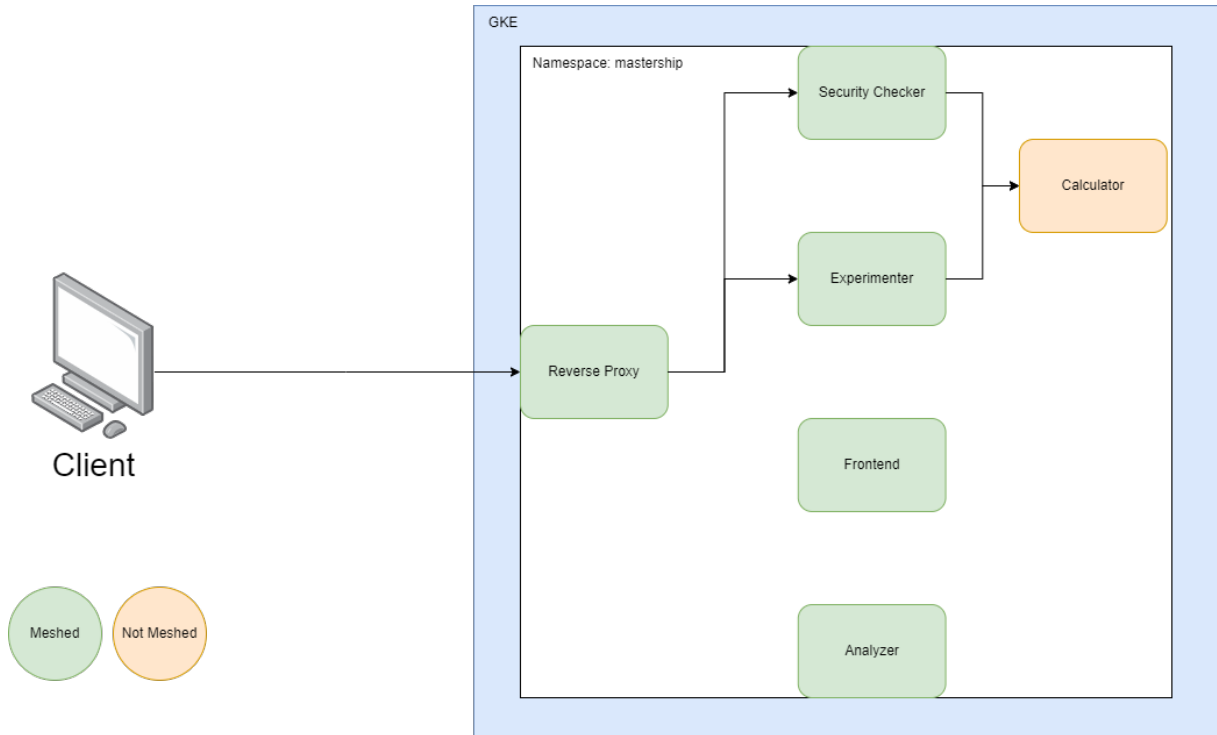 GKE
Namespace: mastership
Security Checker
Calculator
Experimenter
Reverse Proxy
Client
Frontend
Meshed
Not Meshed
Analyzer